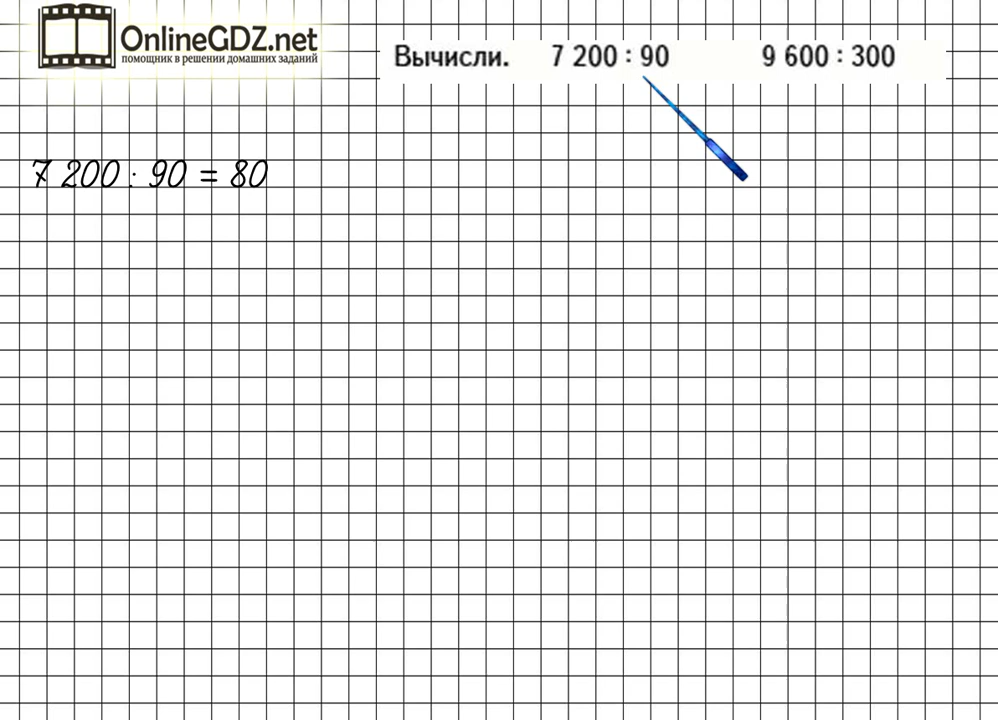 OnlineGDZ.net
помощник в решении домашних заданий
Вычисли. 7 200 : 90 9 600 : 300
7 200 : 90 = 80